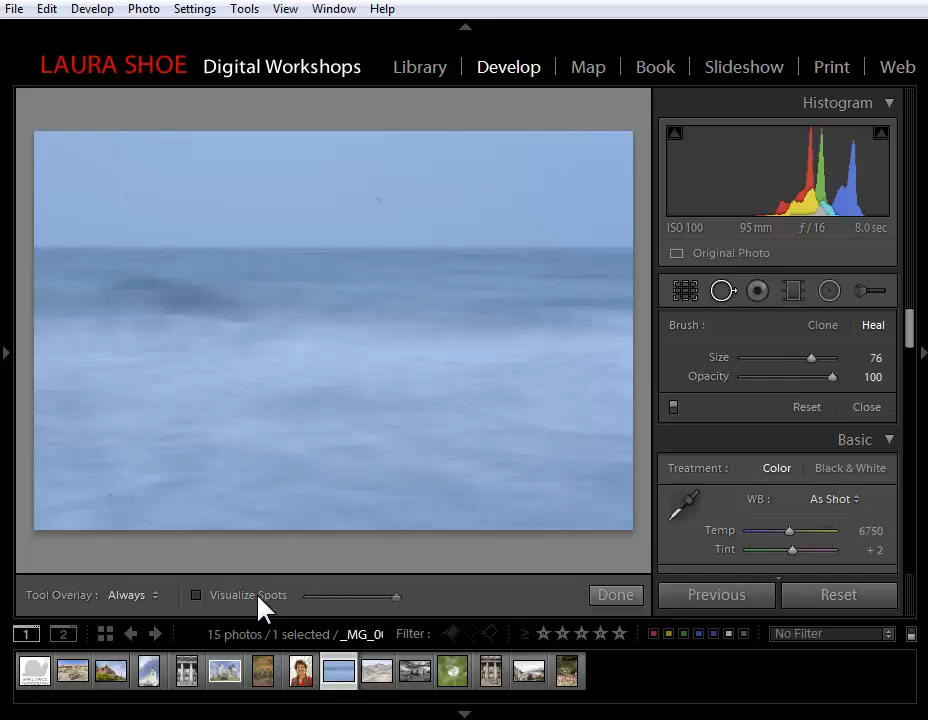 File Edit Develop Photo Settings Tools View Window Help
LAURA SHOE Digital Workshops Library Develop Map Book Slideshow Print Web
Histogram
ISO 100 95 mm ƒ / 16 8.0 sec
Original Photo
Brush : Clone Heal
Size 76
Opacity 100
Reset Close
Basic
Treatment : Color Black & White
WB : As Shot
Temp 6750
Tint + 2
Tool Overlay : Always Visualize Spots Done Previous Reset
1 2 15 photos / 1 selected / _MG_00 Filter : No Filter